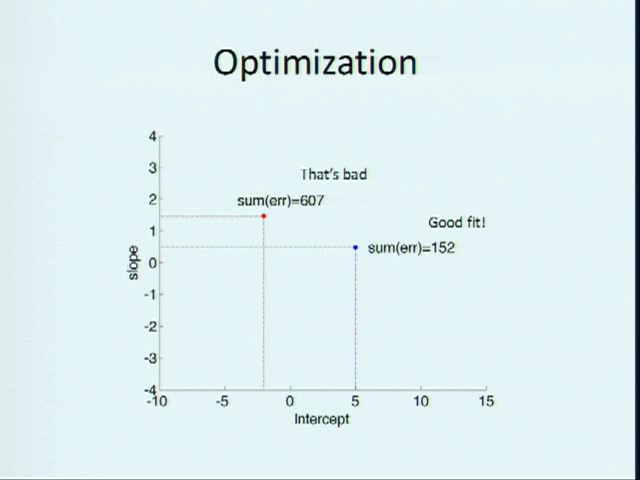 Optimization
4
3
That's bad
2
sum(err)=607
Good fit!
1
sum(err)=152
0
slope
-1
-2
-3
-4
-10 -5 0 5 10 15
Intercept